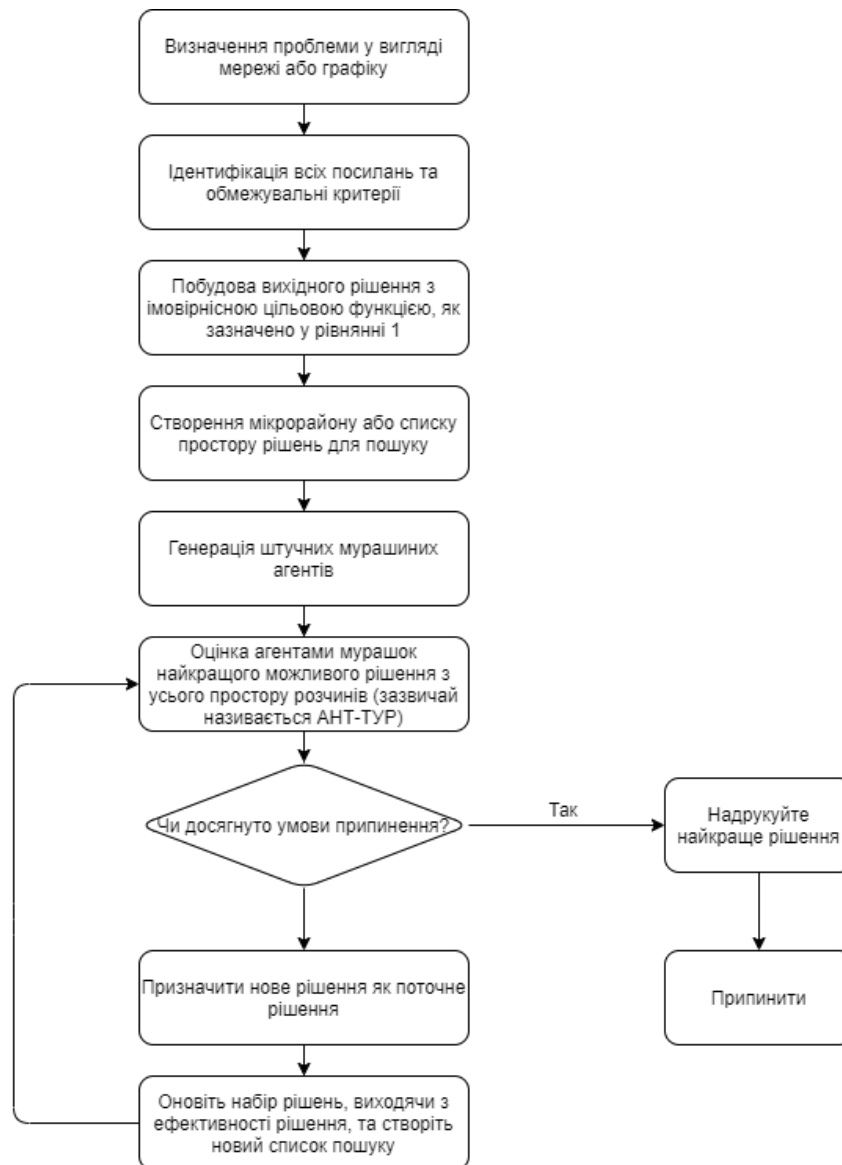 Визначення проблеми у вигляді
мережі або графіку
Ідентифікація всіх посилань та
обмежувальні критерії
Побудова вихідного рішення з
імовірнісною цільовою функцією, як
зазначено у рівнянні 1
Створення мікрорайону або списку
простору рішень для пошуку
Генерація штучних мурашиних
агентів
Оцінка агентами мурашок
найкращого можливого рішення з
усього простору розчинів (зазвичай
називається АНТ-ТУР)
Чи досягнуто умови припинення?
Так
Надрукуйте
найкраще рішення
Припинити
Призначити нове рішення як поточне
рішення
Оновіть набір рішень, виходячи з
ефективності рішення, та створіть
новий список пошуку